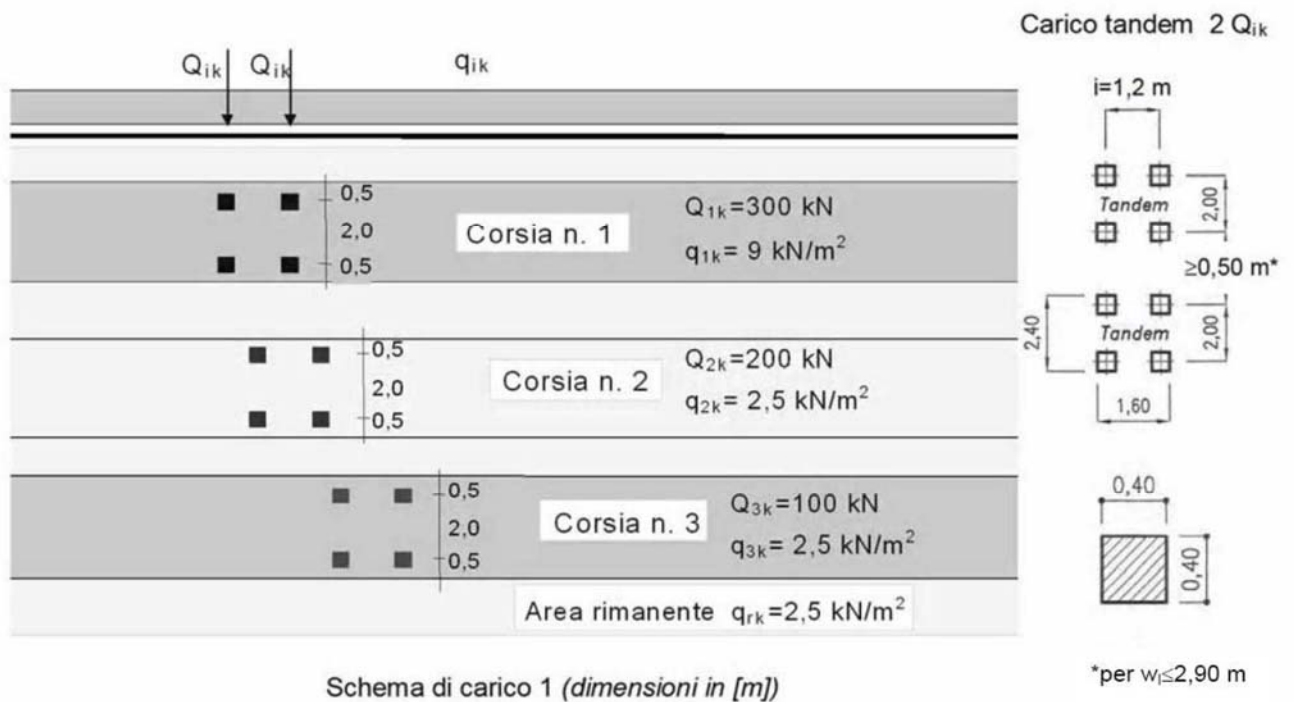 Carico tandem 2 Qik
Qik Qik qik
i=1,2 m
0,5
2,0
0,5
Corsia n. 1
Q1k=300 kN
q1k= 9 kN/m²
Tandem
2,00
≥0,50 m*
0,5
2,0
0,5
Corsia n. 2
Q2k=200 kN
q2k= 2,5 kN/m²
2,40
Tandem
2,00
1,60
0,5
2,0
0,5
Corsia n. 3
Q3k=100 kN
q3k= 2,5 kN/m²
0,40
0,40
Area rimanente qrk=2,5 kN/m²
Schema di carico 1 (dimensioni in [m])
*per wl≤2,90 m